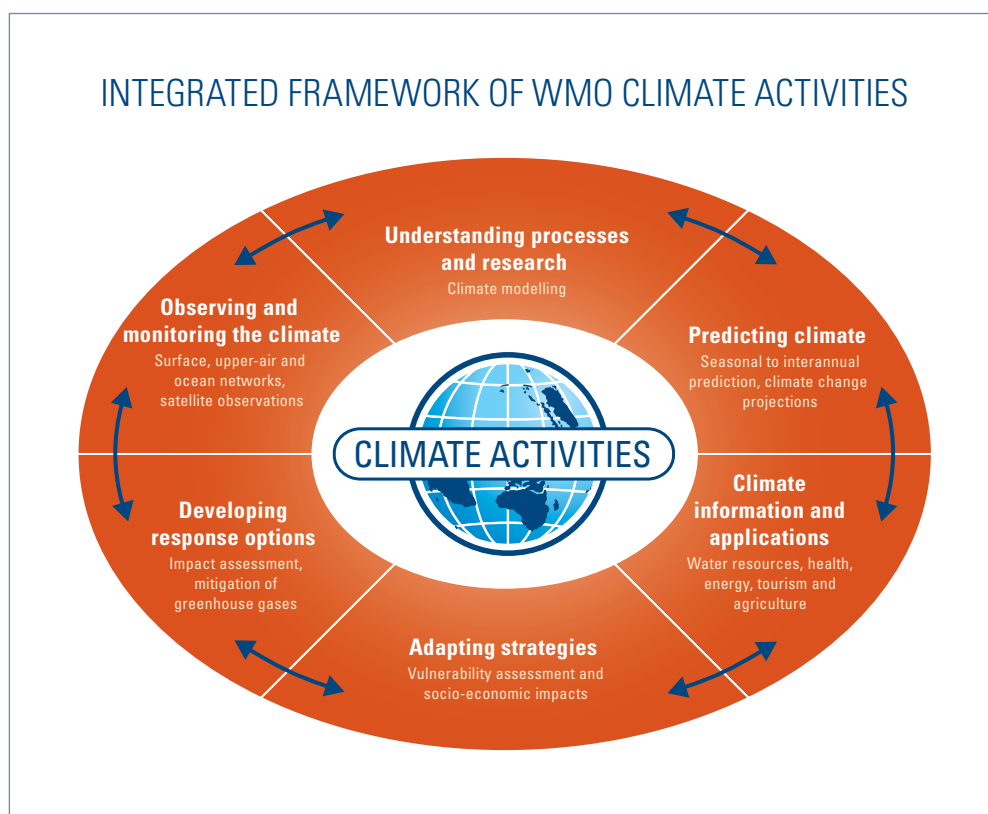 INTEGRATED FRAMEWORK OF WMO CLIMATE ACTIVITIES
Understanding processes
and research
Climate modelling
Observing and
monitoring the climate
Surface, upper-air and
ocean networks,
satellite observations
Predicting climate
Seasonal to interannual
prediction, climate change
projections
CLIMATE ACTIVITIES
Developing
response options
Impact assessment,
mitigation of
greenhouse gases
Climate
information and
applications
Water resources, health,
energy, tourism and
agriculture
Adapting strategies
Vulnerability assessment and
socio-economic impacts